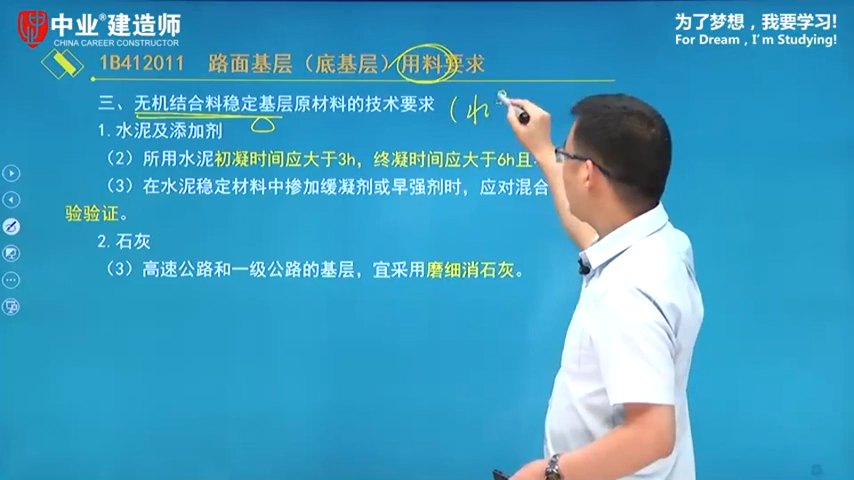 中业®建造师
CHINA CAREER CONSTRUCTOR
为了梦想，我要学习!
For Dream , I'm Studying!
1B412011 路面基层（底基层）用料要求
三、无机结合料稳定基层原材料的技术要求
1.水泥及添加剂
（2）所用水泥初凝时间应大于3h，终凝时间应大于6h且
（3）在水泥稳定材料中掺加缓凝剂或早强剂时，应对混合
验验证。
2.石灰
（3）高速公路和一级公路的基层，宜采用磨细消石灰。